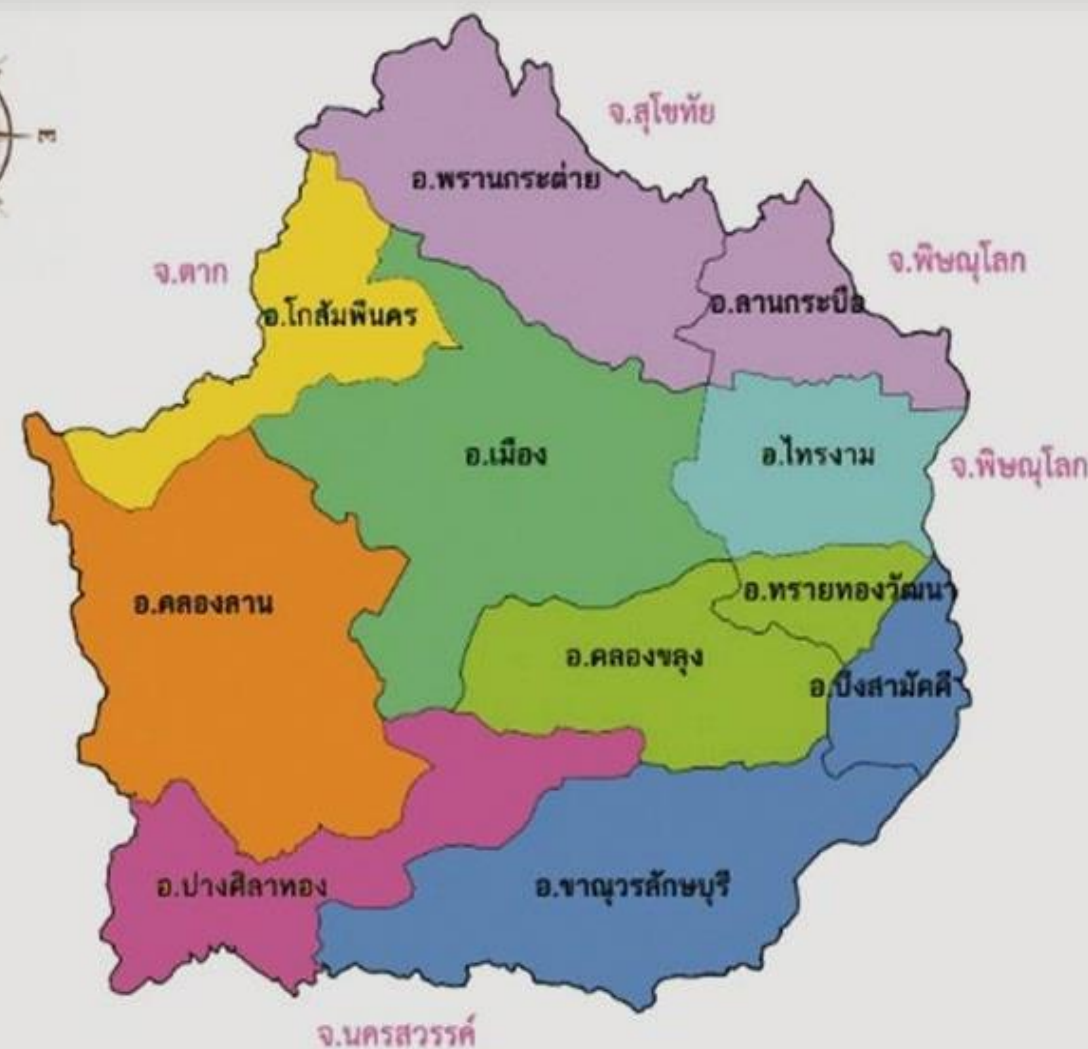 จ.สุโขทัย
อ.พรานกระต่าย
จ.ตาก
จ.พิษณุโลก
อ.ลานกระบือ
อ.โกสัมพีนคร
อ.เมือง
อ.ไทรงาม
จ.พิษณุโลก
อ.คลองลาน
อ.ทรายทองวัฒนา
อ.คลองขลุง
อ.บึงสามัคคี
อ.ปางศิลาทอง
อ.ขาณุวรลักษบุรี
จ.นครสวรรค์